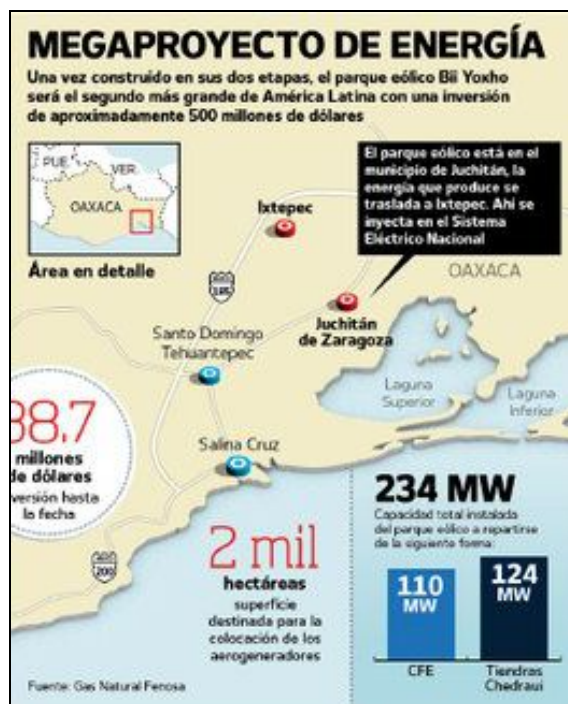 MEGAPROYECTO DE ENERGÍA
Una vez construido en sus dos etapas, el parque eólico Bii Yoxho
será el segundo más grande de América Latina con una inversión
de aproximadamente 500 millones de dólares
PUE.
VER.
OAXACA
Área en detalle
El parque eólico está en el
municipio de Juchitán, la
energía que produce se
traslada a Ixtepec. Ahí se
inyecta en el Sistema
Eléctrico Nacional
Ixtepec
OAXACA
185
Juchitán
de Zaragoza
Santo Domingo
Tehuantepec
Laguna
Superior
Laguna
Inferior
Salina Cruz
38,7
millones
de dólares
versión hasta
la fecha
200
2 mil
hectáreas
superficie
destinada para la
colocación de los
aerogeneradores
234 MW
Capacidad total instalada
del parque eólico a repartirse
de la siguiente forma:
110
MW
124
MW
CFE
Tiendras
Chedraui
Fuente: Gas Natural Fenosa